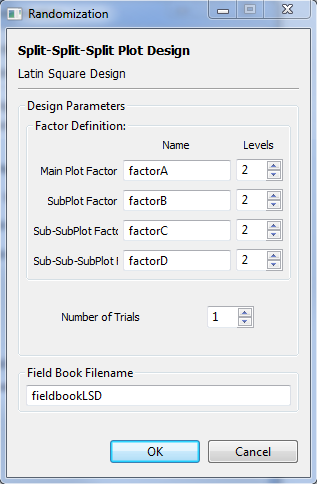 Randomization
Split-Split-Split Plot Design
Latin Square Design
Design Parameters
Factor Definition:
Name Levels
Main Plot Factor factorA 2
SubPlot Factor factorB 2
Sub-SubPlot Facto factorC 2
Sub-Sub-SubPlot factorD 2
Number of Trials 1
Field Book Filename
fieldbookLSD
OK Cancel